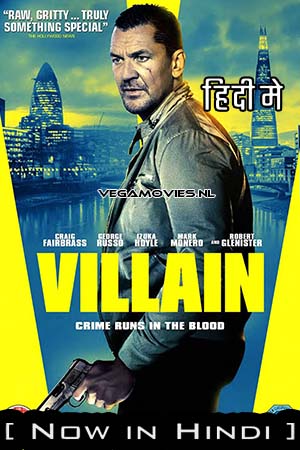 "RAW, GRITTY ... TRULY
SOMETHING SPECIAL"
THE HOLLYWOOD NEWS
हिंदी मे
VEGAMOVIES.NL
CRAIG FAIRBRASS GEORGE RUSSO IZUKA HOYLE MARK MONERO ROBERT GLENISTER
VILLAIN
CRIME RUNS IN THE BLOOD
[ NOW IN HINDI ]